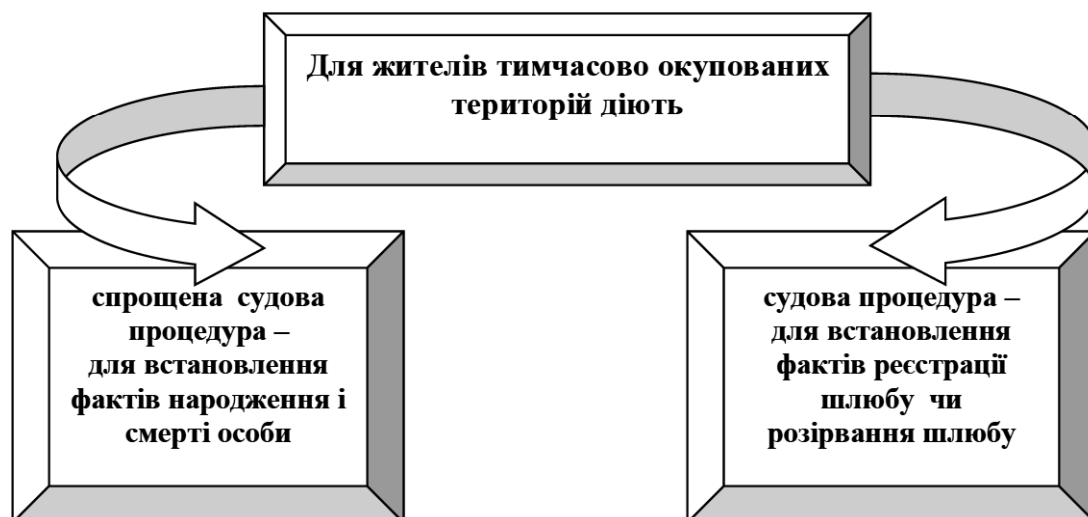 Для жителів тимчасово окупованих
територій діють
спрощена судова
процедура –
для встановлення
фактів народження і
смерті особи
судова процедура –
для встановлення
фактів реєстрації
шлюбу чи
розірвання шлюбу